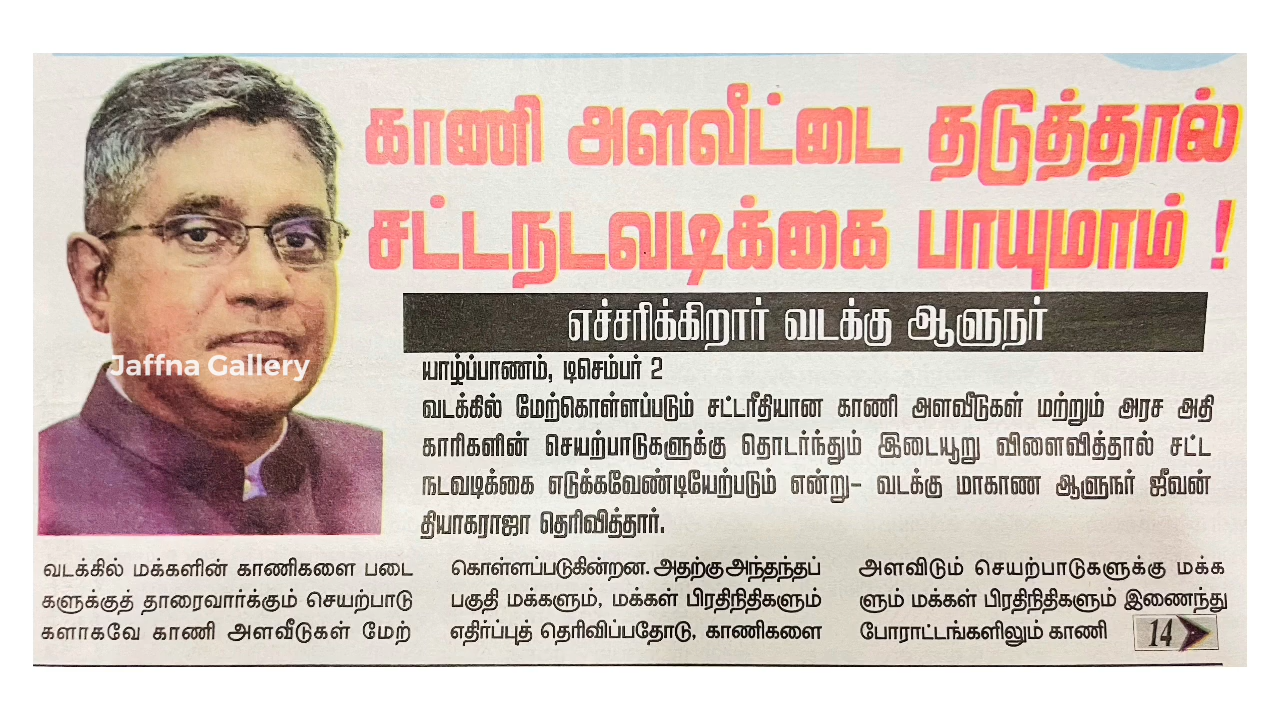 காணி அளவீட்டை தடுத்தால்
சட்டநடவடிக்கை பாயுமாம் !
எச்சரிக்கிறார் வடக்கு ஆளுநர்
Jaffna Gallery
யாழ்ப்பாணம், டிசெம்பர் 2
வடக்கில் மேற்கொள்ளப்படும் சட்டரீதியான காணி அளவீடுகள் மற்றும் அரச அதி
காரிகளின் செயற்பாடுகளுக்கு தொடர்ந்தும் இடையூறு விளைவித்தால் சட்ட
நடவடிக்கை எடுக்கவேண்டியேற்படும் என்று- வடக்கு மாகாண ஆளுநர் ஜீவன்
தியாகராஜா தெரிவித்தார்.
வடக்கில் மக்களின் காணிகளை படை
களுக்குத் தாரைவார்க்கும் செயற்பாடு
களாகவே காணி அளவீடுகள் மேற்
கொள்ளப்படுகின்றன. அதற்கு அந்தந்தப்
பகுதி மக்களும், மக்கள் பிரதிநிதிகளும்
எதிர்ப்புத் தெரிவிப்பதோடு, காணிகளை
அளவிடும் செயற்பாடுகளுக்கு மக்க
ளும் மக்கள் பிரதிநிதிகளும் இணைந்து
போராட்டங்களிலும் காணி
14